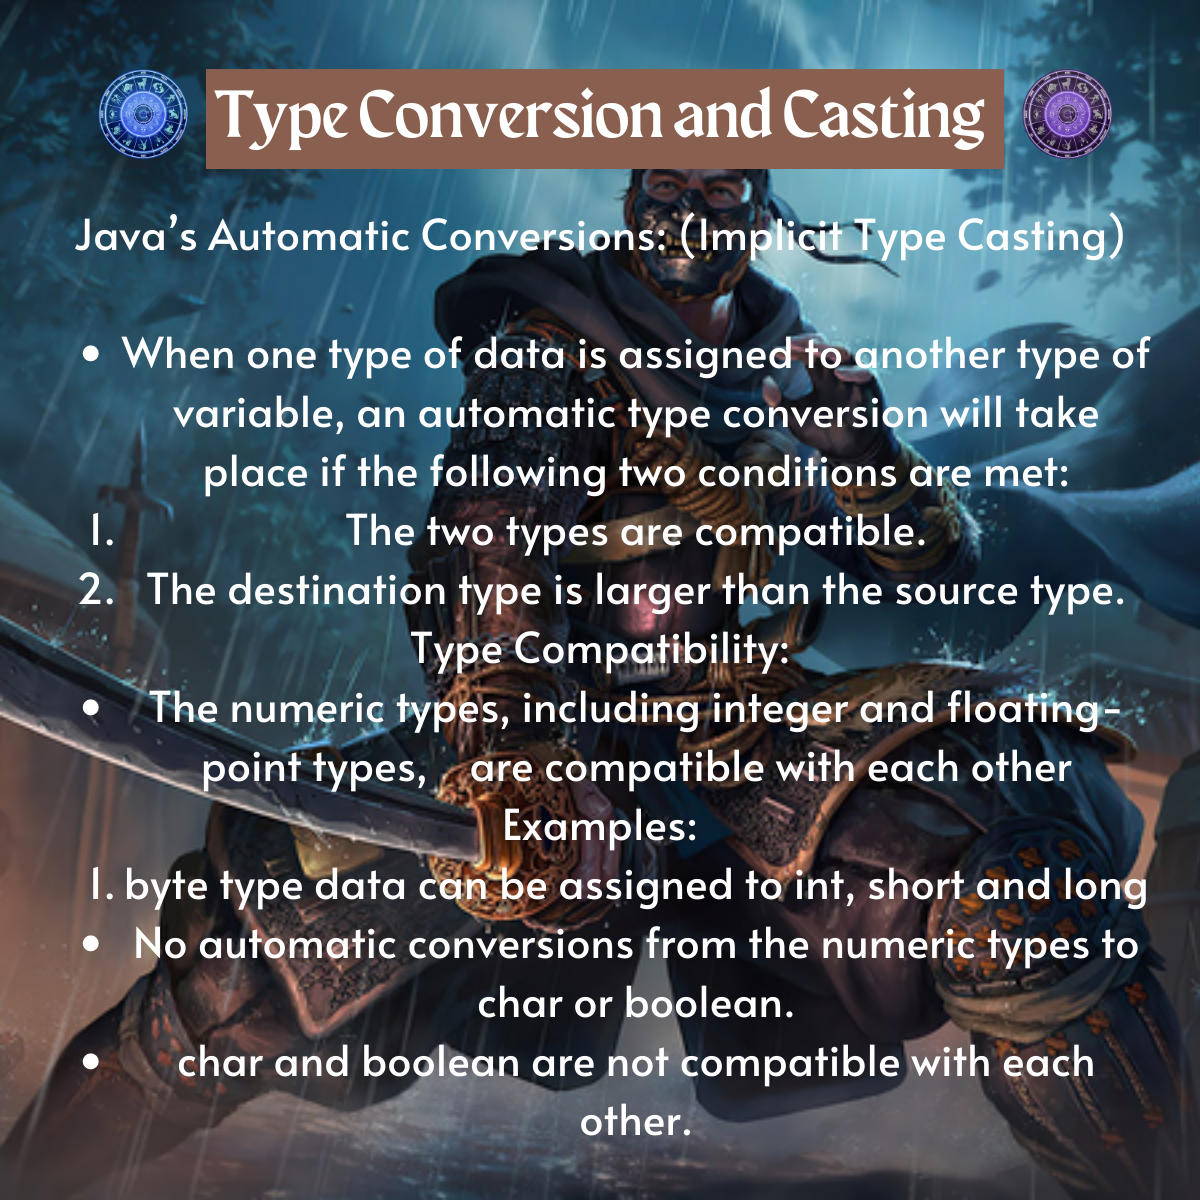 Type Conversion and Casting
Java's Automatic Conversions: (Implicit Type Casting)
• When one type of data is assigned to another type of
variable, an automatic type conversion will take
place if the following two conditions are met:
1. The two types are compatible.
2. The destination type is larger than the source type.
Type Compatibility:
• The numeric types, including integer and floating-
point types, are compatible with each other
Examples:
1. byte type data can be assigned to int, short and long
• No automatic conversions from the numeric types to
char or boolean.
• char and boolean are not compatible with each
other.